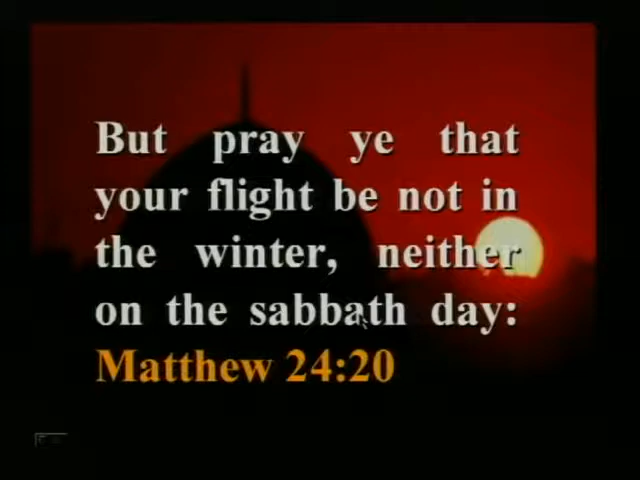 But pray ye that
your flight be not in
the winter, neither
on the sabbath day:
Matthew 24:20